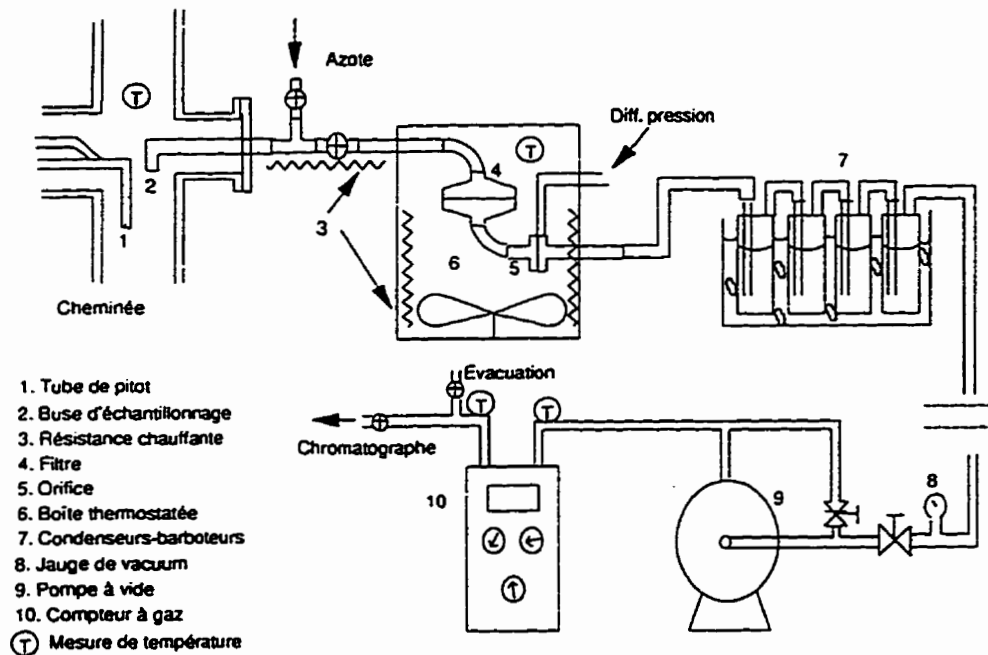 Azote
T
Diff. pression
T
4
7
2
3
1
6
5
Cheminée
Evacuation
T
T
Chromatographe
10
9
8
1. Tube de pitot
2. Buse d'échantillonnage
3. Résistance chauffante
4. Filtre
5. Orifice
6. Boîte thermostatée
7. Condenseurs-barboteurs
8. Jauge de vacuum
9. Pompe à vide
10. Compteur à gaz
T Mesure de température